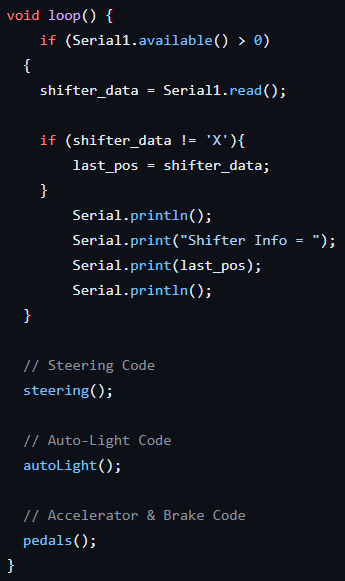 void loop() {
    if (Serial1.available() > 0)
  {
    shifter_data = Serial1.read();

    if (shifter_data != 'X'){
        last_pos = shifter_data;
    }
        Serial.println();
        Serial.print("Shifter Info = ");
        Serial.print(last_pos);
        Serial.println();
  }

  // Steering Code
  steering();

  // Auto-Light Code
  autoLight();

  // Accelerator & Brake Code
  pedals();
}